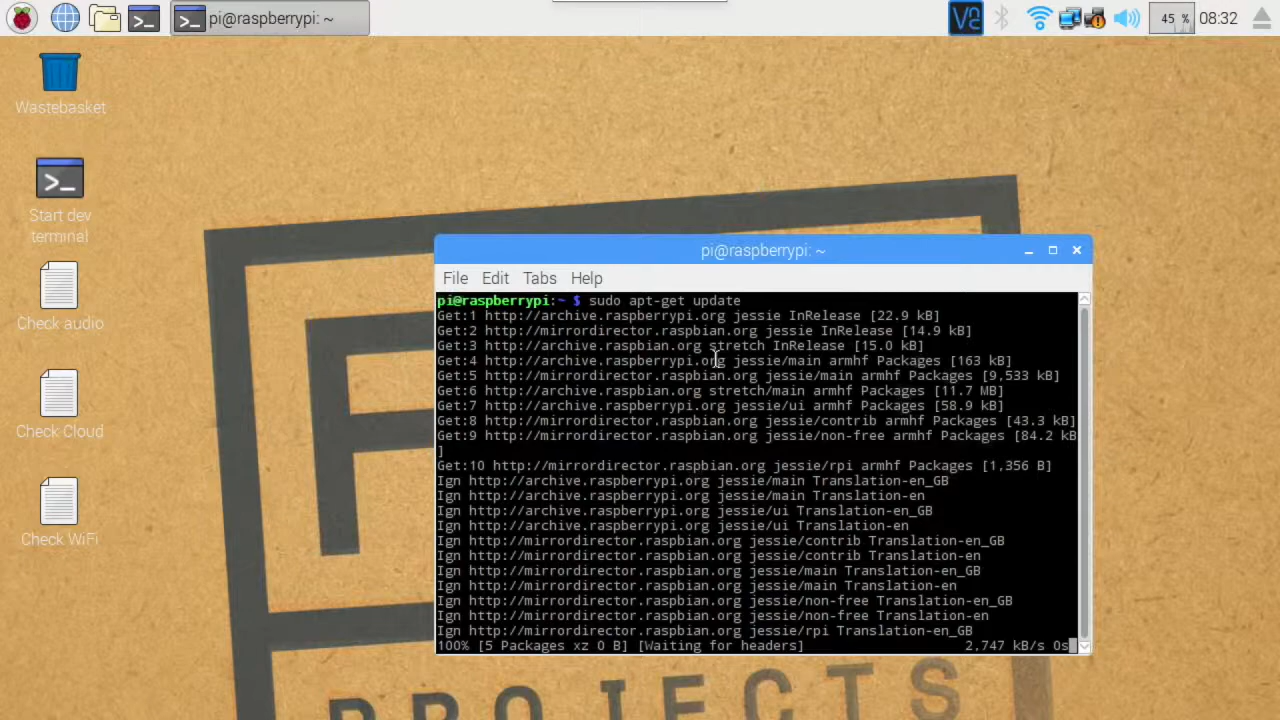 pi@raspberrypi: ~
45 %
08:32
Wastebasket
Start dev
terminal
Check audio
Check Cloud
Check WiFi
pi@raspberrypi: ~
File Edit Tabs Help
pi@raspberrypi:~ $ sudo apt-get update
Get:1 http://archive.raspberrypi.org jessie InRelease [22.9 kB]
Get:2 http://mirrordirector.raspbian.org jessie InRelease [14.9 kB]
Get:3 http://archive.raspbian.org stretch InRelease [15.0 kB]
Get:4 http://archive.raspberrypi.org jessie/main armhf Packages [163 kB]
Get:5 http://mirrordirector.raspbian.org jessie/main armhf Packages [9,533 kB]
Get:6 http://archive.raspbian.org stretch/main armhf Packages [11.7 MB]
Get:7 http://archive.raspberrypi.org jessie/ui armhf Packages [58.9 kB]
Get:8 http://mirrordirector.raspbian.org jessie/contrib armhf Packages [43.3 kB]
Get:9 http://mirrordirector.raspbian.org jessie/non-free armhf Packages [84.2 kB
]
Get:10 http://mirrordirector.raspbian.org jessie/rpi armhf Packages [1,356 B]
Ign http://archive.raspberrypi.org jessie/main Translation-en_GB
Ign http://archive.raspberrypi.org jessie/main Translation-en
Ign http://archive.raspberrypi.org jessie/ui Translation-en_GB
Ign http://archive.raspberrypi.org jessie/ui Translation-en
Ign http://mirrordirector.raspbian.org jessie/contrib Translation-en_GB
Ign http://mirrordirector.raspbian.org jessie/contrib Translation-en
Ign http://mirrordirector.raspbian.org jessie/main Translation-en_GB
Ign http://mirrordirector.raspbian.org jessie/main Translation-en
Ign http://mirrordirector.raspbian.org jessie/non-free Translation-en_GB
Ign http://mirrordirector.raspbian.org jessie/non-free Translation-en
Ign http://mirrordirector.raspbian.org jessie/rpi Translation-en_GB
100% [5 Packages xz 0 B] [Waiting for headers] 2,747 kB/s 0s
PROJECTS